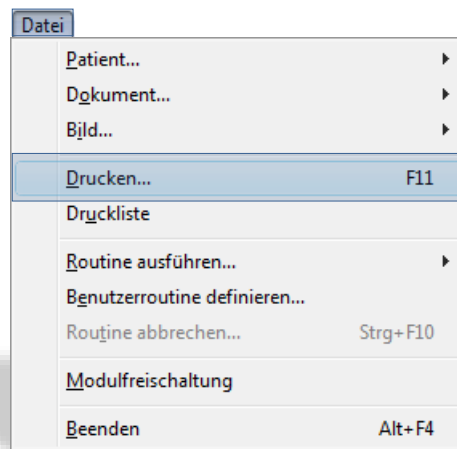 Datei
Patient...
Dokument...
Bild...
Drucken... F11
Druckliste
Routine ausführen...
Benutzerroutine definieren...
Routine abbrechen... Strg+F10
Modulfreischaltung
Beenden Alt+F4